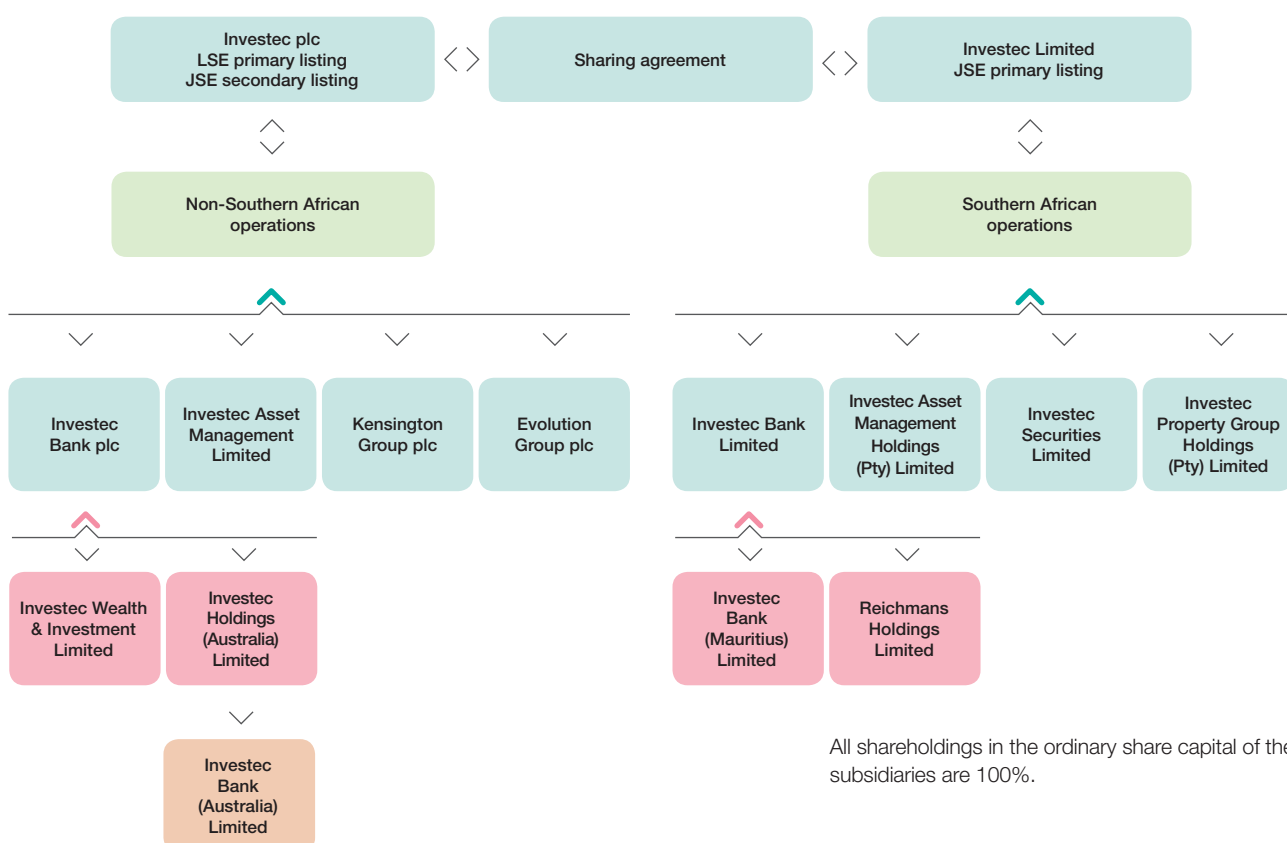 Investec plc
LSE primary listing
JSE secondary listing
Sharing agreement
Investec Limited
JSE primary listing
Non-Southern African
operations
Southern African
operations
Investec
Bank plc
Investec Asset
Management
Limited
Kensington
Group plc
Evolution
Group plc
Investec Bank
Limited
Investec Asset
Management
Holdings
(Pty) Limited
Investec
Securities
Limited
Investec
Property Group
Holdings
(Pty) Limited
Investec Wealth
& Investment
Limited
Investec
Holdings
(Australia)
Limited
Investec
Bank
(Mauritius)
Limited
Reichmans
Holdings
Limited
Investec
Bank
(Australia)
Limited
All shareholdings in the ordinary share capital of the
subsidiaries are 100%.